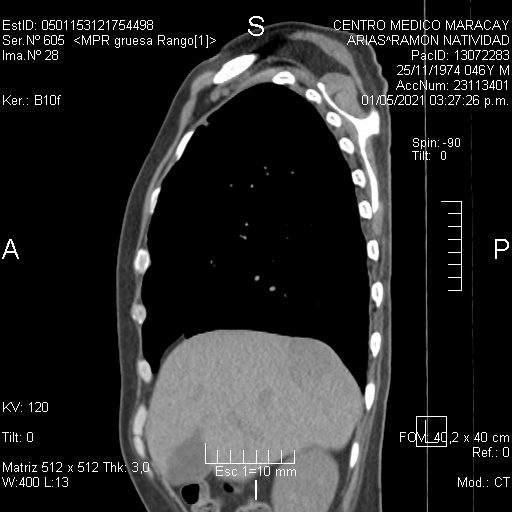 EstID: 0501153121754498
Ser.Nº 605 <MPR gruesa Rango[1]>
Ima.Nº 28
Ker.: B10f
S
CENTRO MEDICO MARACAY
ARIAS^RAMON NATIVIDAD
PacID: 13072283
25/11/1974 046Y M
AccNum: 23113401
01/05/2021 03:27:26 p.m.
Spin: -90
Tilt: 0
A
P
KV: 120
Tilt: 0
Matriz 512 x 512 Thk: 3,0
W:400 L:13
Esc 1=10 mm
I
FOV: 40,2 x 40 cm
Ref.: 0
Mod.: CT